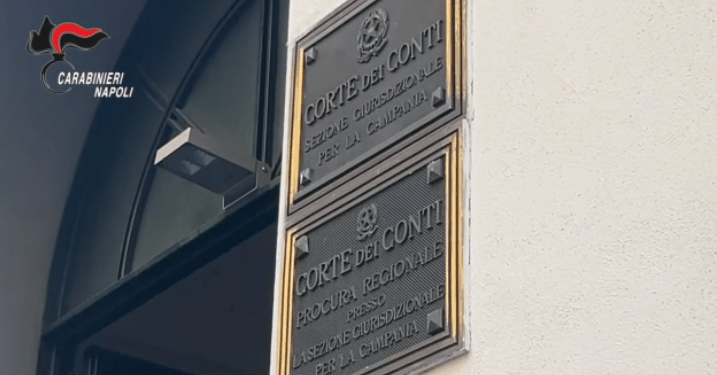 CARABINIERI
NAPOLI
CORTE DEI CONTI
SEZIONE GIURISDIZIONALE
PER LA CAMPANIA
CORTE DEI CONTI
PROCURA REGIONALE
PRESSO
LA SEZIONE GIURISDIZIONALE
PER LA CAMPANIA